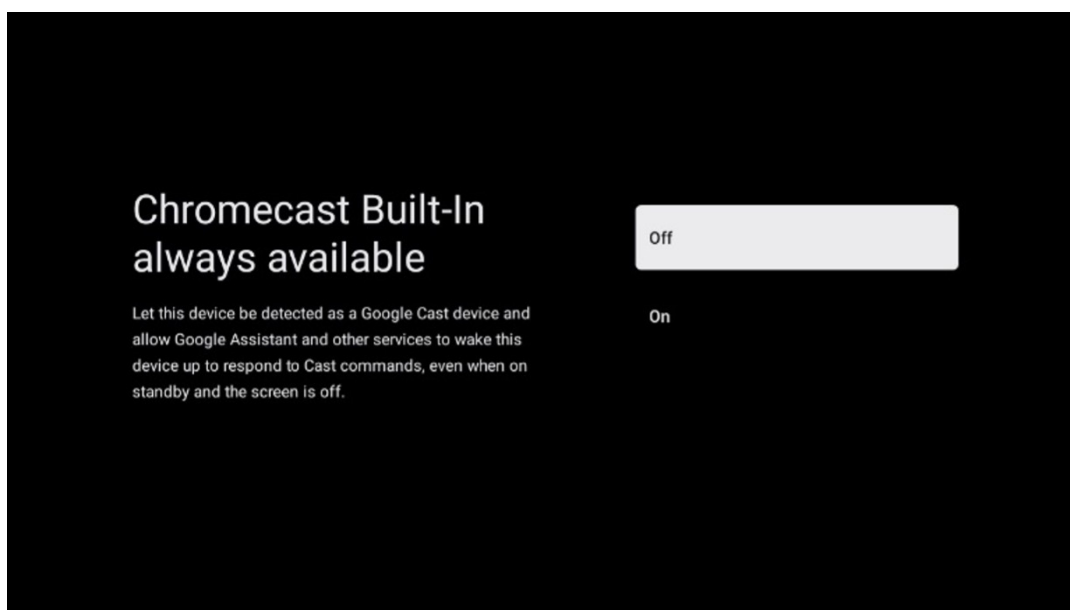 Chromecast Built-In
always available
Let this device be detected as a Google Cast device and
allow Google Assistant and other services to wake this
device up to respond to Cast commands, even when on
standby and the screen is off.
Off
On